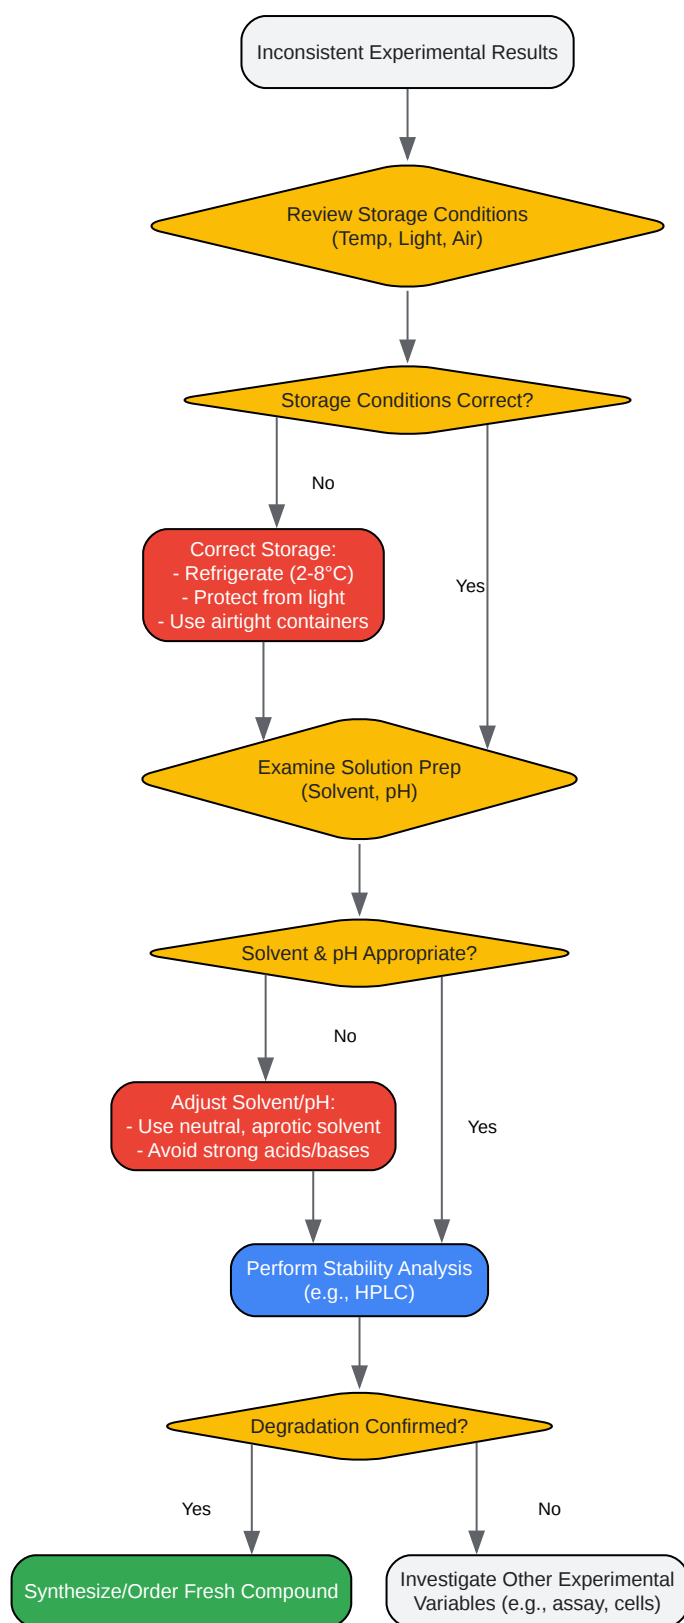 Inconsistent Experimental Results
Review Storage Conditions
(Temp, Light, Air)
Storage Conditions Correct?
No
Correct Storage:
- Refrigerate (2-8°C)
- Protect from light
- Use airtight containers
Yes
Examine Solution Prep
(Solvent, pH)
Solvent & pH Appropriate?
No
Adjust Solvent/pH:
- Use neutral, aprotic solvent
- Avoid strong acids/bases
Yes
Perform Stability Analysis
(e.g., HPLC)
Degradation Confirmed?
Yes
No
Synthesize/Order Fresh Compound
Investigate Other Experimental
Variables (e.g., assay, cells)